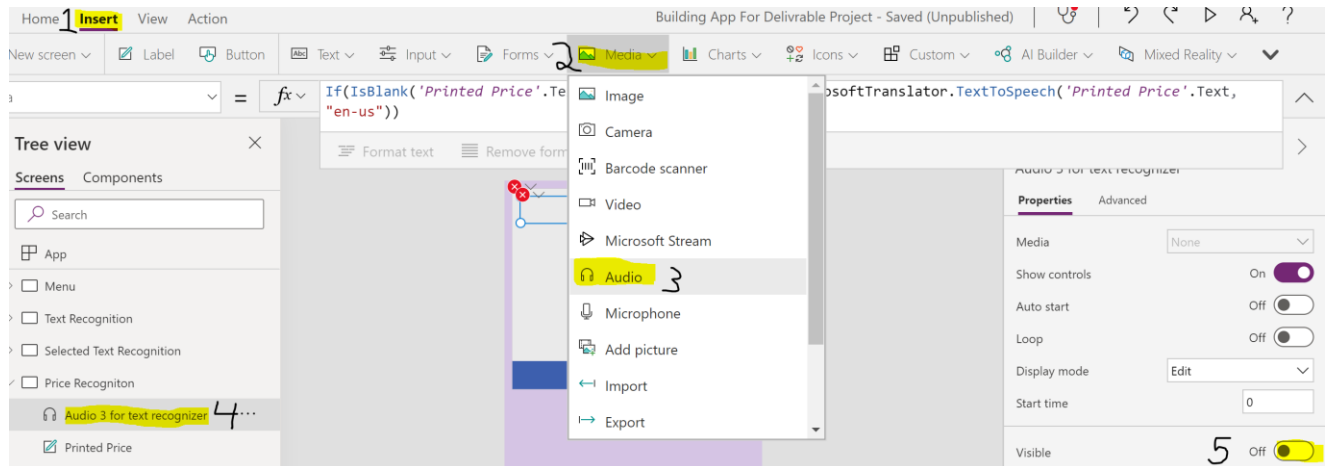 Home 1 Insert View Action Building App For Delivrable Project - Saved (Unpublished) ?
New screen Label Button Abc Text Input Forms 2 Media Charts Icons Custom AI Builder Mixed Reality
= fx If(IsBlank('Printed Price'.Te osoftTranslator.TextToSpeech('Printed Price'.Text,
"en-us"))
Format text Remove form
Tree view
Screens Components
Search
App
Menu
Text Recognition
Selected Text Recognition
Price Recogniton
Audio 3 for text recognizer 4 ...
Printed Price
Image
Camera
Barcode scanner
Video
Microsoft Stream
Audio 3
Microphone
Add picture
Import
Export
Audio 3 for text recognizer
Properties Advanced
Media None
Show controls On
Auto start Off
Loop Off
Display mode Edit
Start time 0
Visible 5 Off